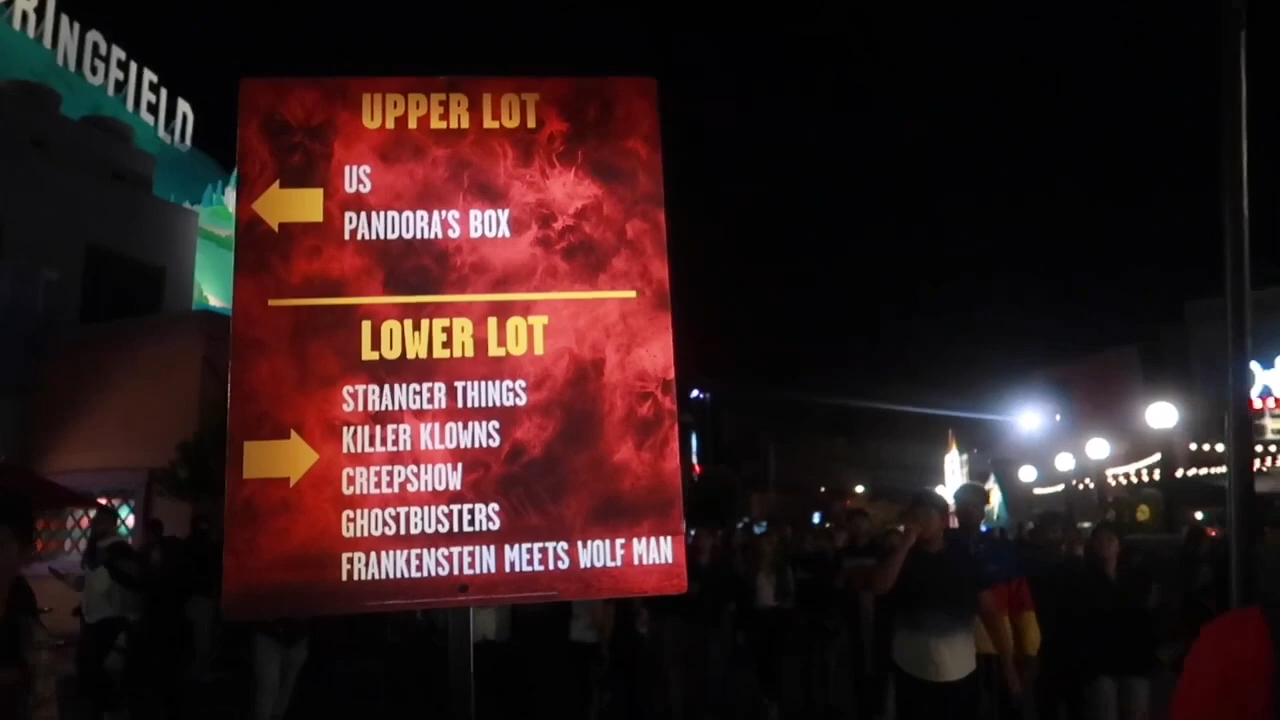 RINGFIELD
UPPER LOT
US
PANDORA'S BOX
LOWER LOT
STRANGER THINGS
KILLER KLOWNS
CREEPSHOW
GHOSTBUSTERS
FRANKENSTEIN MEETS WOLF MAN